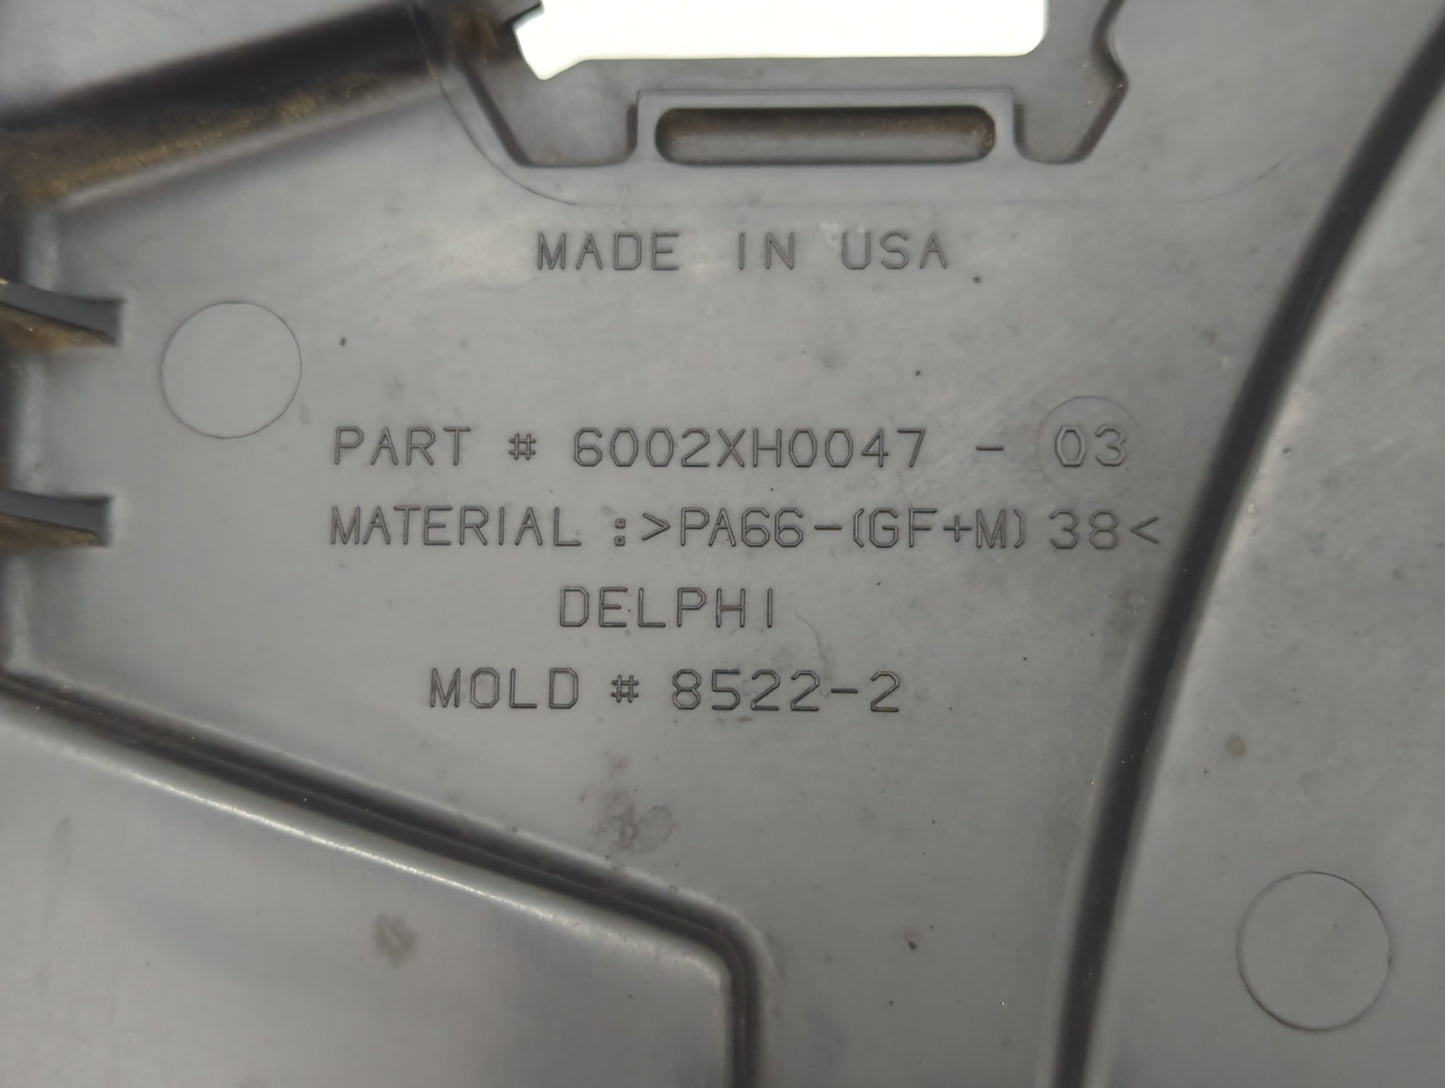 MADE IN USA
PART # 6002XH0047 - 03
MATERIAL :>PA66-(GF+M)38<
DELPHI
MOLD # 8522-2